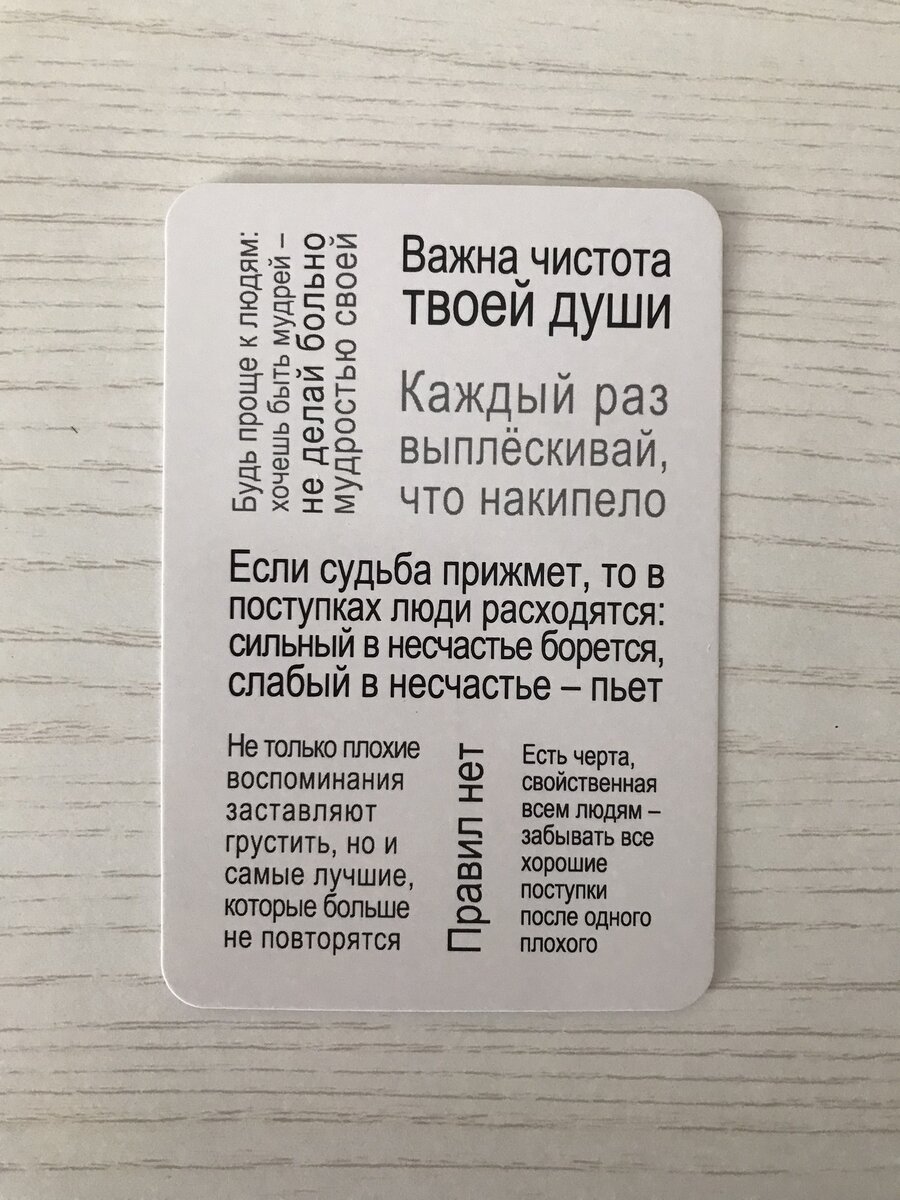 Будь проще к людям:
хочешь быть мудрей –
не делай больно
мудростью своей
Важна чистота
твоей души
Каждый раз
выплёскивай,
что накипело
Если судьба прижмет, то в
поступках люди расходятся:
сильный в несчастье борется,
слабый в несчастье – пьет
Не только плохие
воспоминания
заставляют
грустить, но и
самые лучшие,
которые больше
не повторятся
Правил нет
Есть черта,
свойственная
всем людям –
забывать все
хорошие
поступки
после одного
плохого